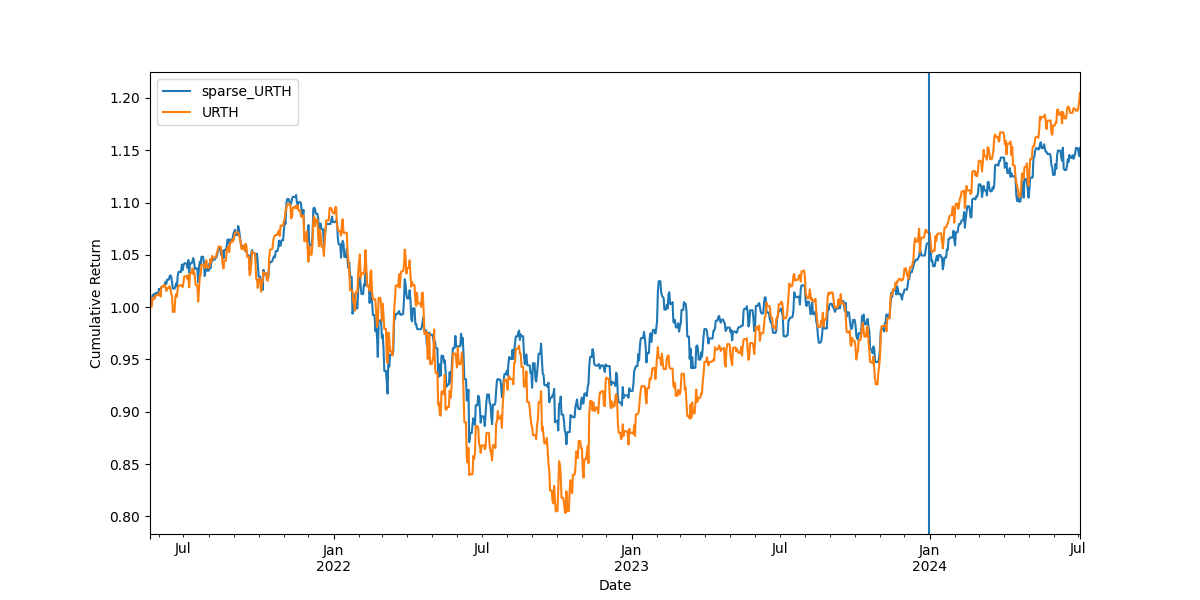 sparse_URTH
URTH
Cumulative Return
1.20
1.15
1.10
1.05
1.00
0.95
0.90
0.85
0.80
Jul Jan Jul Jan Jul Jan Jul
2022 2023 2024
Date